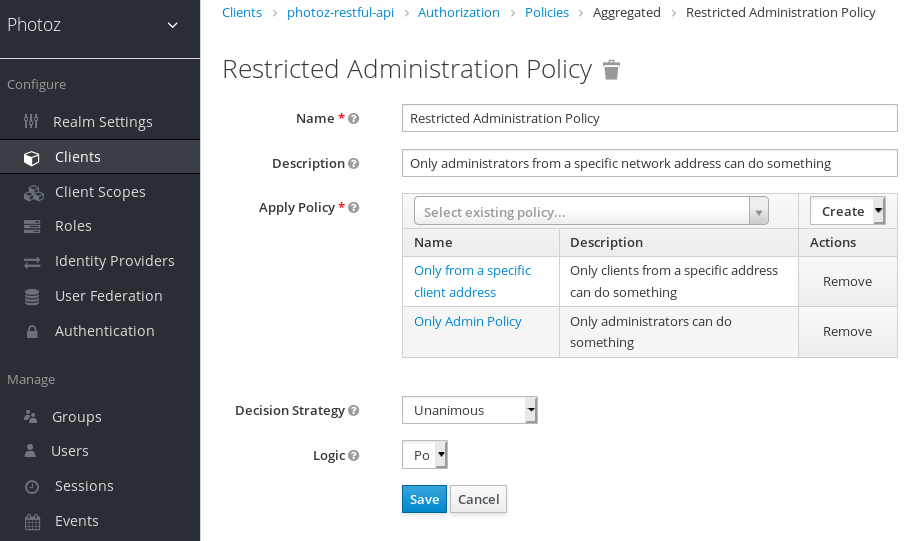 Photoz
Configure
Realm Settings
Clients
Client Scopes
Roles
Identity Providers
User Federation
Authentication
Manage
Groups
Users
Sessions
Events
Clients > photoz-restful-api > Authorization > Policies > Aggregated > Restricted Administration Policy
Restricted Administration Policy
Name * Restricted Administration Policy
Description Only administrators from a specific network address can do something
Apply Policy * Select existing policy... Create
Name Description Actions
Only from a specific client address
Only clients from a specific address can do something
Remove
Only Admin Policy
Only administrators can do something
Remove
Decision Strategy Unanimous
Logic Po
Save Cancel